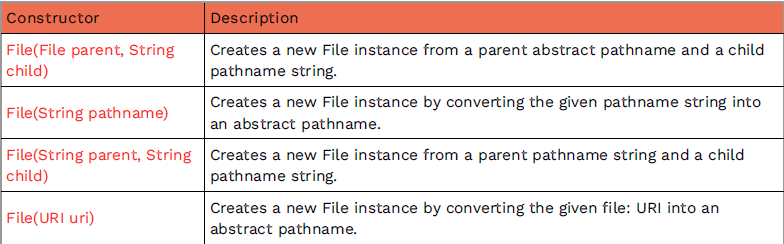 Constructor Description
File(File parent, String Creates a new File instance from a parent abstract pathname and a child
child) pathname string.
File(String pathname) Creates a new File instance by converting the given pathname string into
an abstract pathname.
File(String parent, String Creates a new File instance from a parent pathname string and a child
child) pathname string.
File(URI uri) Creates a new File instance by converting the given file: URI into an
abstract pathname.